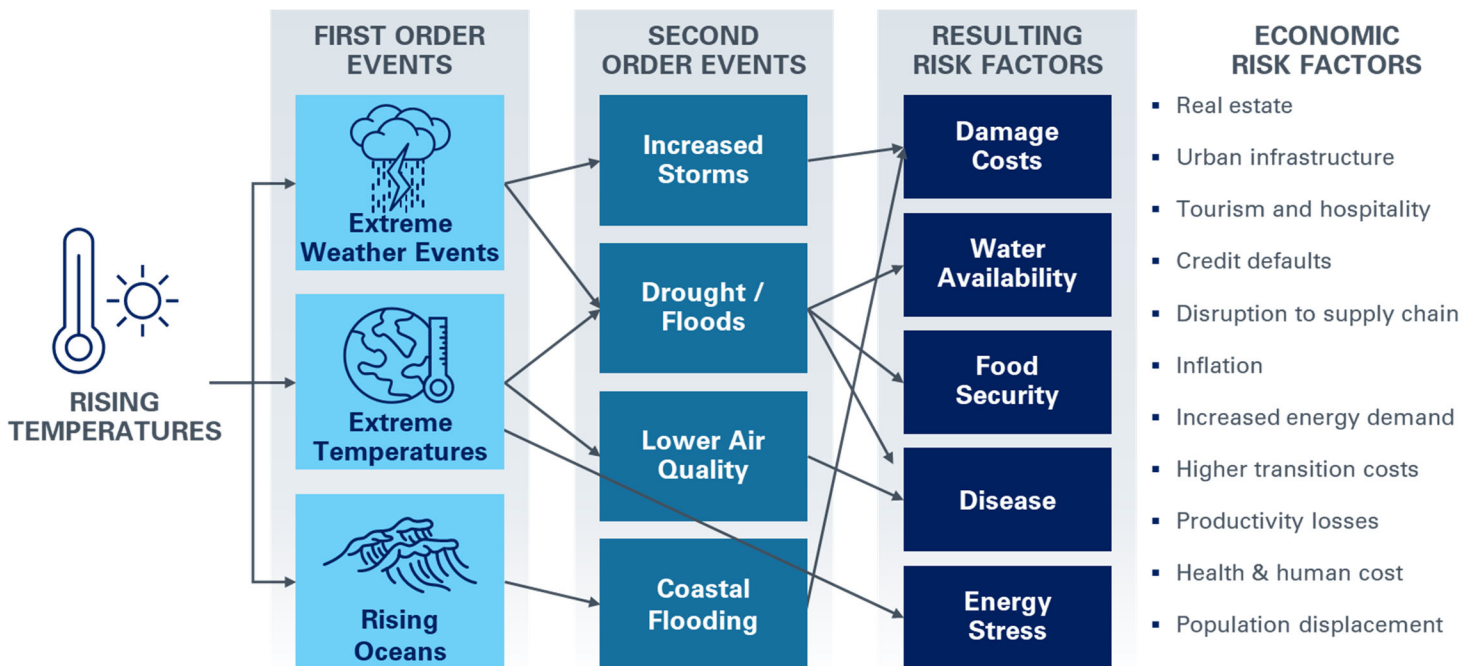 FIRST ORDER
EVENTS
SECOND
ORDER EVENTS
RESULTING
RISK FACTORS
ECONOMIC
RISK FACTORS
RISING
TEMPERATURES
Extreme
Weather Events
Extreme
Temperatures
Rising
Oceans
Increased
Storms
Drought /
Floods
Lower Air
Quality
Coastal
Flooding
Damage
Costs
Water
Availability
Food
Security
Disease
Energy
Stress
▪ Real estate
▪ Urban infrastructure
▪ Tourism and hospitality
▪ Credit defaults
▪ Disruption to supply chain
▪ Inflation
▪ Increased energy demand
▪ Higher transition costs
▪ Productivity losses
▪ Health & human cost
▪ Population displacement